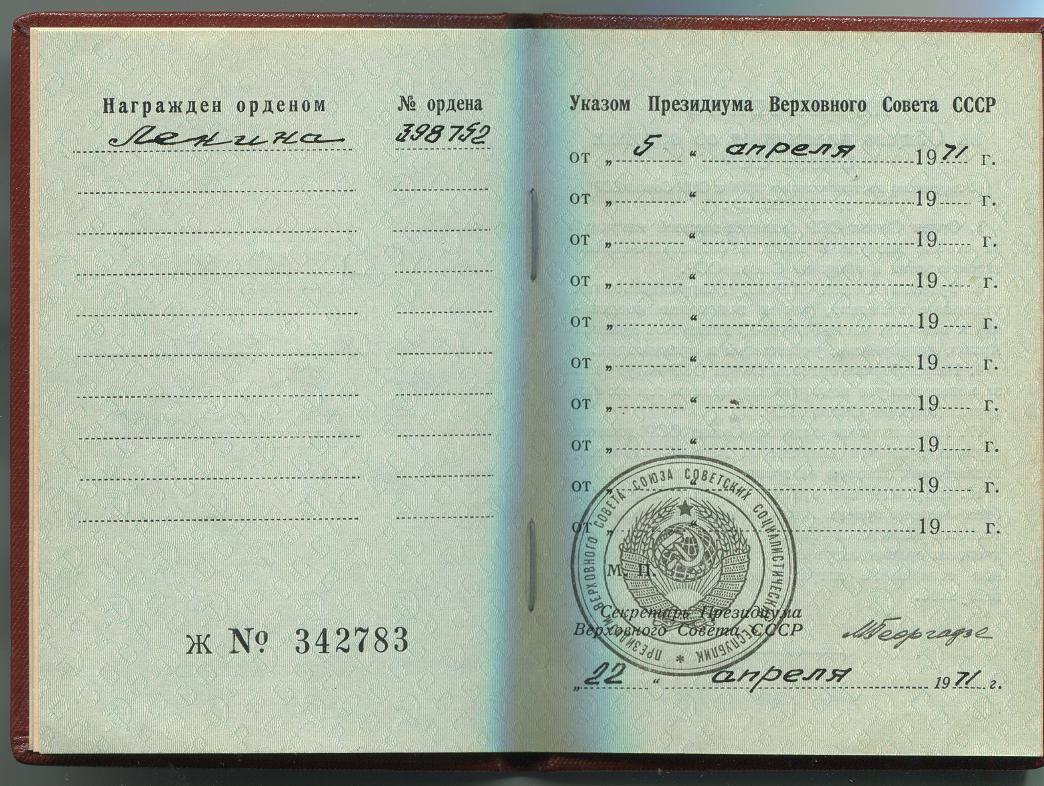 Награжден орденом
№ ордена
Ленина
398752
Ж № 342783
Указом Президиума Верховного Совета СССР
от „ 5 “ апреля 1971 г.
от „ “ 19 г.
от „ “ 19 г.
от „ “ 19 г.
от „ “ 19 г.
от „ “ 19 г.
от „ “ 19 г.
от „ “ 19 г.
от „ “ 19 г.
от „ “ 19 г.
ПРЕЗИДИУМ ВЕРХОВНОГО СОВЕТА СОЮЗА СОВЕТСКИХ СОЦИАЛИСТИЧЕСКИХ РЕСПУБЛИК *
М. П.
Секретарь Президиума
Верховного Совета СССР
МГеоргадзе
„ 22 “ апреля 1971 г.